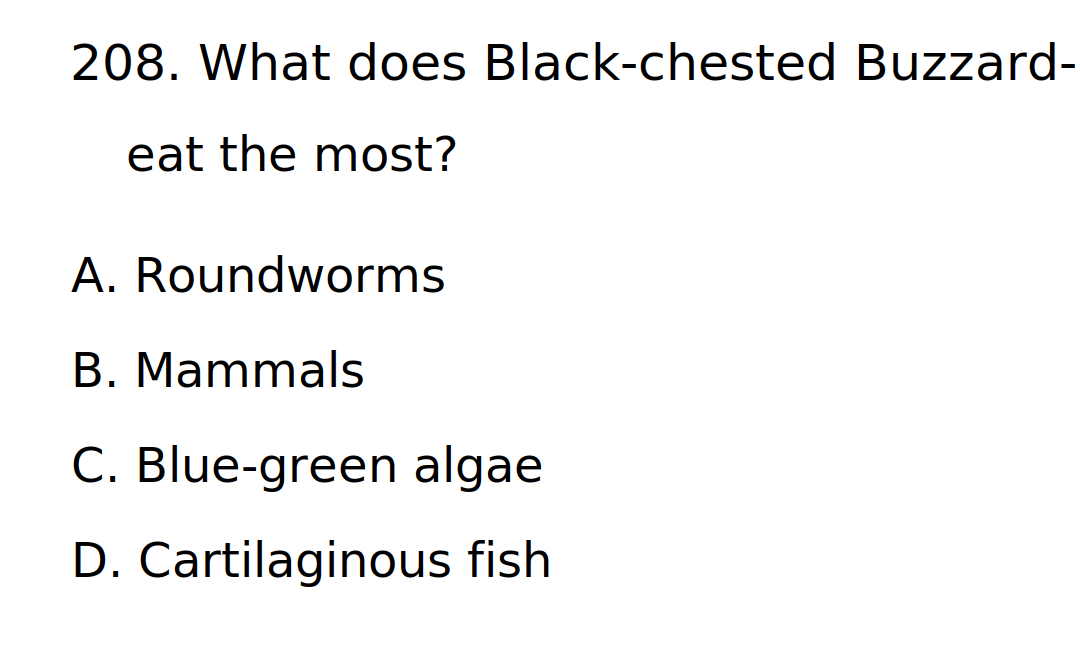 208. What does Black-chested Buzzard-
eat the most?
A. Roundworms
B. Mammals
C. Blue-green algae
D. Cartilaginous fish